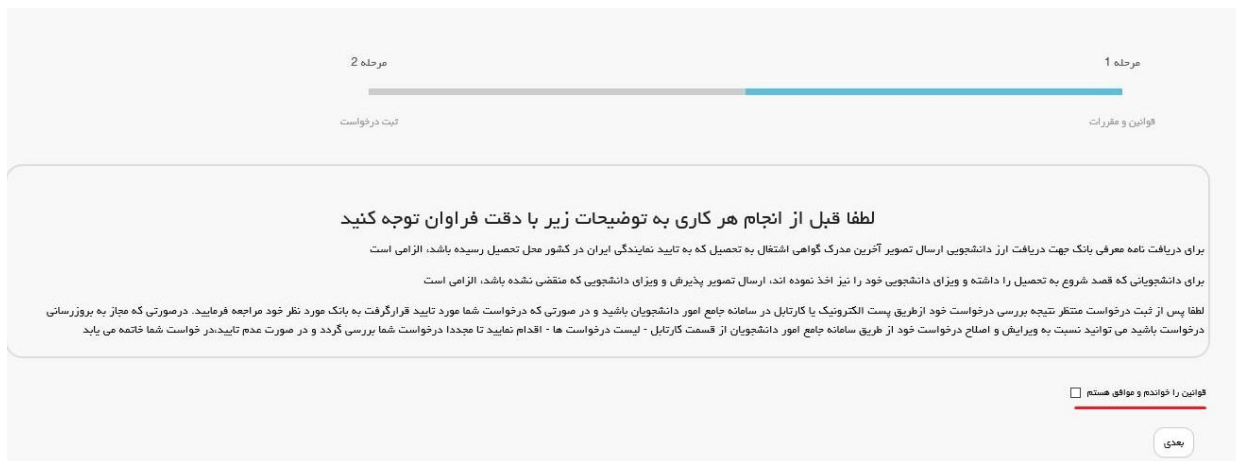 مرحله 1
مرحله 2
قوانین و مقررات
ثبت درخواست
لطفا قبل از انجام هر کاری به توضیحات زیر با دقت فراوان توجه کنید
برای دریافت نامه معرفی بانک جهت دریافت ارز دانشجویی ارسال تصویر آخرین مدرک گواهی اشتغال به تحصیل که به تایید نمایندگی ایران در کشور محل تحصیل رسیده باشد، الزامی است
برای دانشجویانی که قصد شروع به تحصیل را داشته و ویزای دانشجویی خود را نیز اخذ نموده اند، ارسال تصویر پذیرش و ویزای دانشجویی که منقضی نشده باشد، الزامی است
لطفا پس از ثبت درخواست منتظر نتیجه بررسی درخواست خود ازطریق پست الکترونیک یا کارتابل در سامانه جامع امور دانشجویان باشید و در صورتی که درخواست شما مورد تایید قرارگرفت به بانک مورد نظر خود مراجعه فرمایید. درصورتی که مجاز به بروزرسانی
درخواست باشید می توانید نسبت به ویرایش و اصلاح درخواست خود از طریق سامانه جامع امور دانشجویان از قسمت کارتابل - لیست درخواست ها - اقدام نمایید تا مجددا درخواست شما بررسی گردد و در صورت عدم تایید،در خواست شما خاتمه می یابد
قوانین را خواندم و موافق هستم
بعدی